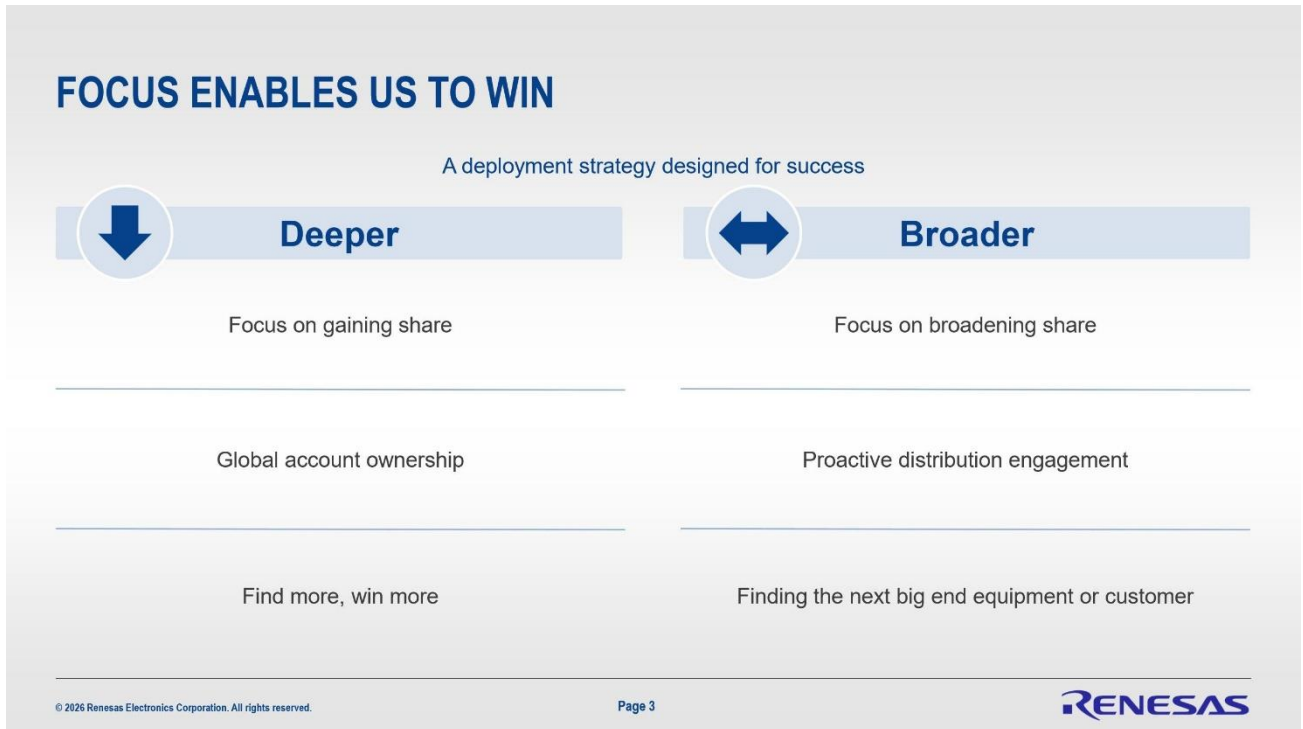 FOCUS ENABLES US TO WIN
A deployment strategy designed for success
Deeper
Focus on gaining share
Global account ownership
Find more, win more
Broader
Focus on broadening share
Proactive distribution engagement
Finding the next big end equipment or customer
© 2026 Renesas Electronics Corporation. All rights reserved.
Page 3
RENESAS